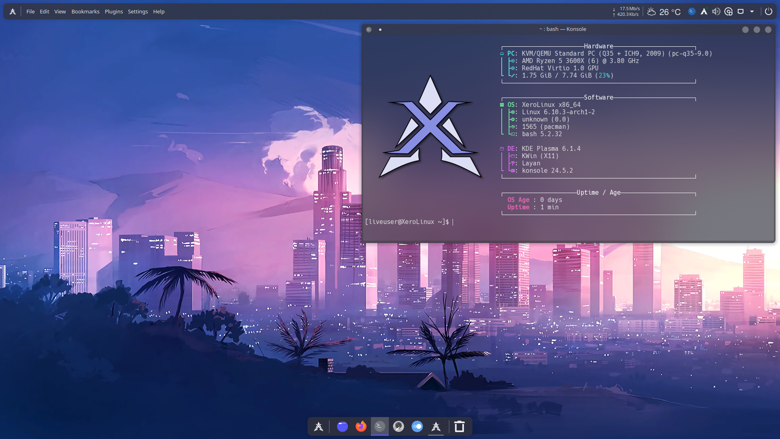 File Edit View Bookmarks Plugins Settings Help
17.5Mb/s
420.3Kb/s
26 °C
~ : bash — Konsole
Hardware
PC: KVM/QEMU Standard PC (Q35 + ICH9, 2009) (pc-q35-9.0)
: AMD Ryzen 5 3600X (6) @ 3.80 GHz
: RedHat Virtio 1.0 GPU
: 1.75 GiB / 7.74 GiB (23%)
Software
OS: XeroLinux x86_64
: Linux 6.10.3-arch1-2
: unknown (0.0)
: 1565 (pacman)
: bash 5.2.32
DE: KDE Plasma 6.1.4
: KWin (X11)
: Layan
: konsole 24.5.2
Uptime / Age
OS Age : 0 days
Uptime : 1 min
[liveuser@XeroLinux ~]$